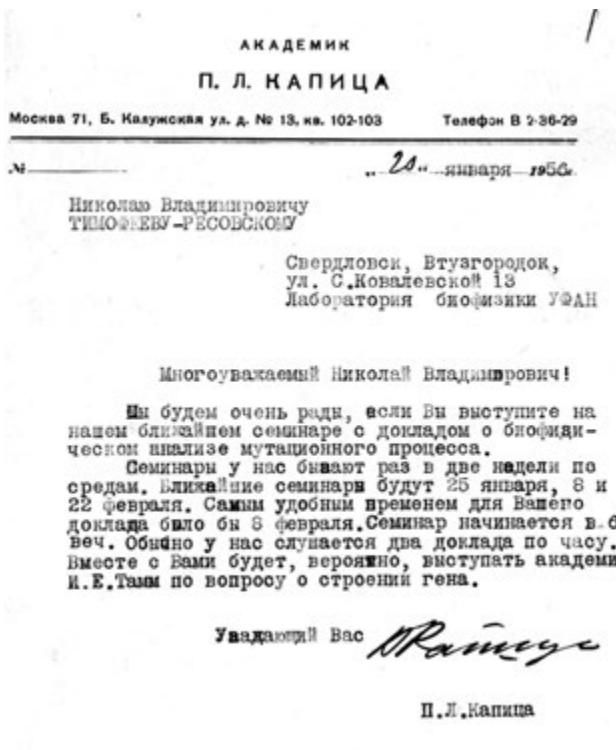 АКАДЕМИК
П. Л. КАПИЦА
Москва 71, Б. Калужская ул. д. № 13, кв. 102-103 Телефон В 2-36-29
№ „20“ января 1956г.
Николаю Владимировичу
ТИМОФЕЕВУ-РЕСОВСКОМУ
Свердловск, Втузгородок,
ул. С.Ковалевской 13
Лаборатория биофизики УФАН
Многоуважаемый Николай Владимирович!
Мы будем очень рады, если Вы выступите на
нашем ближайшем семинаре с докладом о биофизи-
ческом анализе мутационного процесса.
Семинары у нас бывают раз в две недели по
средам. Ближайшие семинары будут 25 января, 8 и
22 февраля. Самым удобным временем для Вашего
доклада было бы 8 февраля. Семинар начинается в 6
веч. Обычно у нас слушается два доклада по часу.
Вместе с Вами будет, вероятно, выступать академи
И.Е.Тамм по вопросу о строении гена.
Уважающий Вас
П.Л.Капица